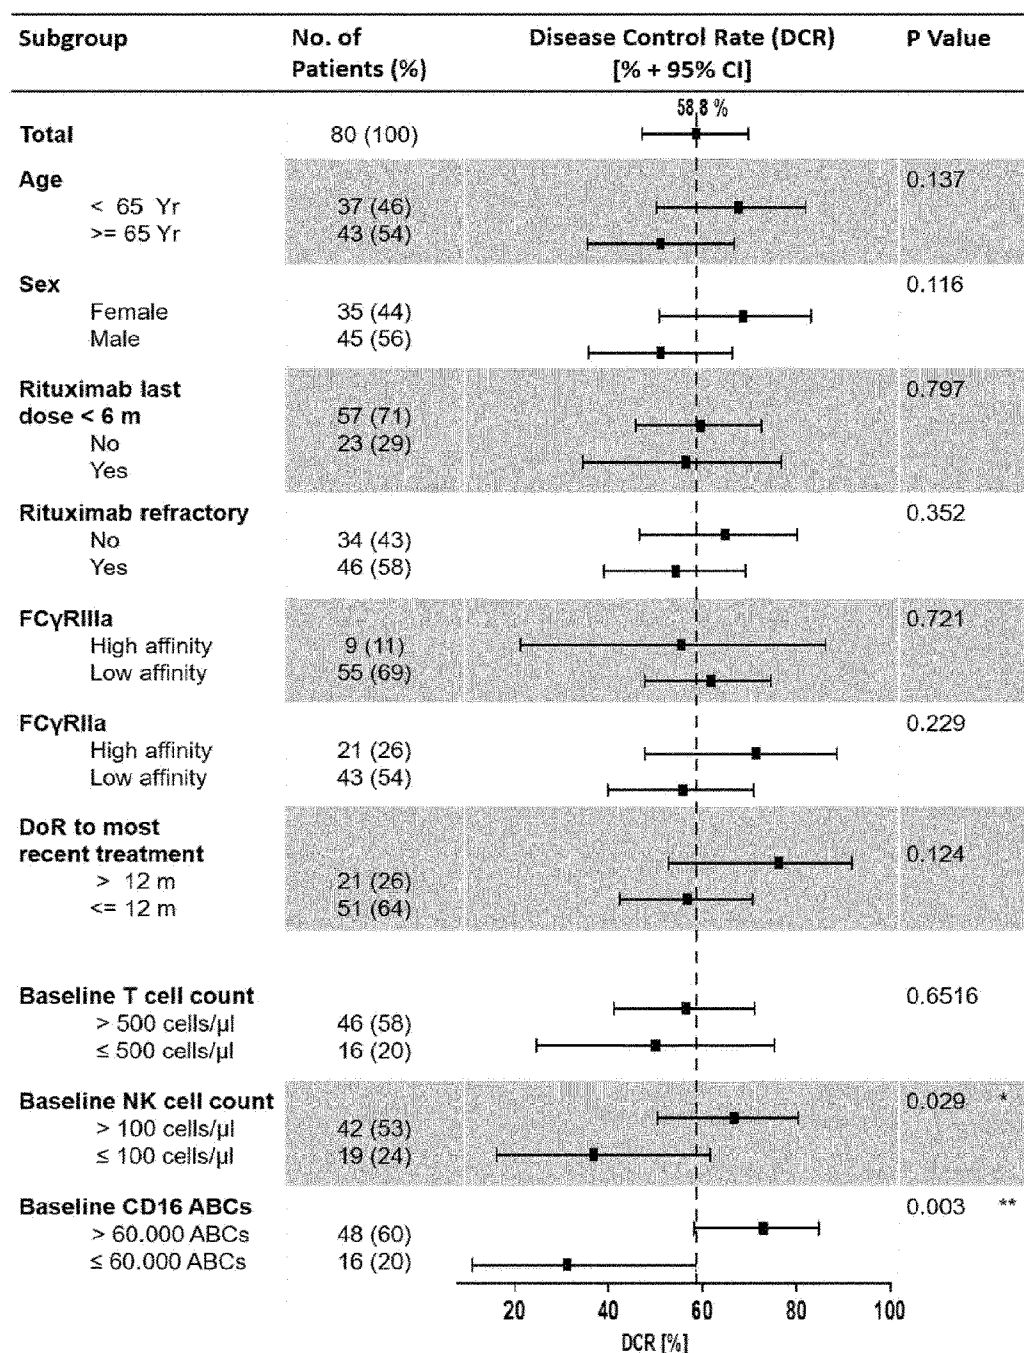 Subgroup No. of Patients (%) Disease Control Rate (DCR) [% + 95% CI] P Value
58.8 %
Total 80 (100)
Age 0.137
< 65 Yr 37 (46)
>= 65 Yr 43 (54)
Sex 0.116
Female 35 (44)
Male 45 (56)
Rituximab last 0.797
dose < 6 m 57 (71)
No 23 (29)
Yes
Rituximab refractory 0.352
No 34 (43)
Yes 46 (58)
FCγRIIIa 0.721
High affinity 9 (11)
Low affinity 55 (69)
FCγRIIa 0.229
High affinity 21 (26)
Low affinity 43 (54)
DoR to most
recent treatment 0.124
> 12 m 21 (26)
<= 12 m 51 (64)
Baseline T cell count 0.6516
> 500 cells/µl 46 (58)
≤ 500 cells/µl 16 (20)
Baseline NK cell count 0.029 *
> 100 cells/µl 42 (53)
≤ 100 cells/µl 19 (24)
Baseline CD16 ABCs 0.003 **
> 60.000 ABCs 48 (60)
≤ 60.000 ABCs 16 (20)
20 40 60 80 100
DCR [%]